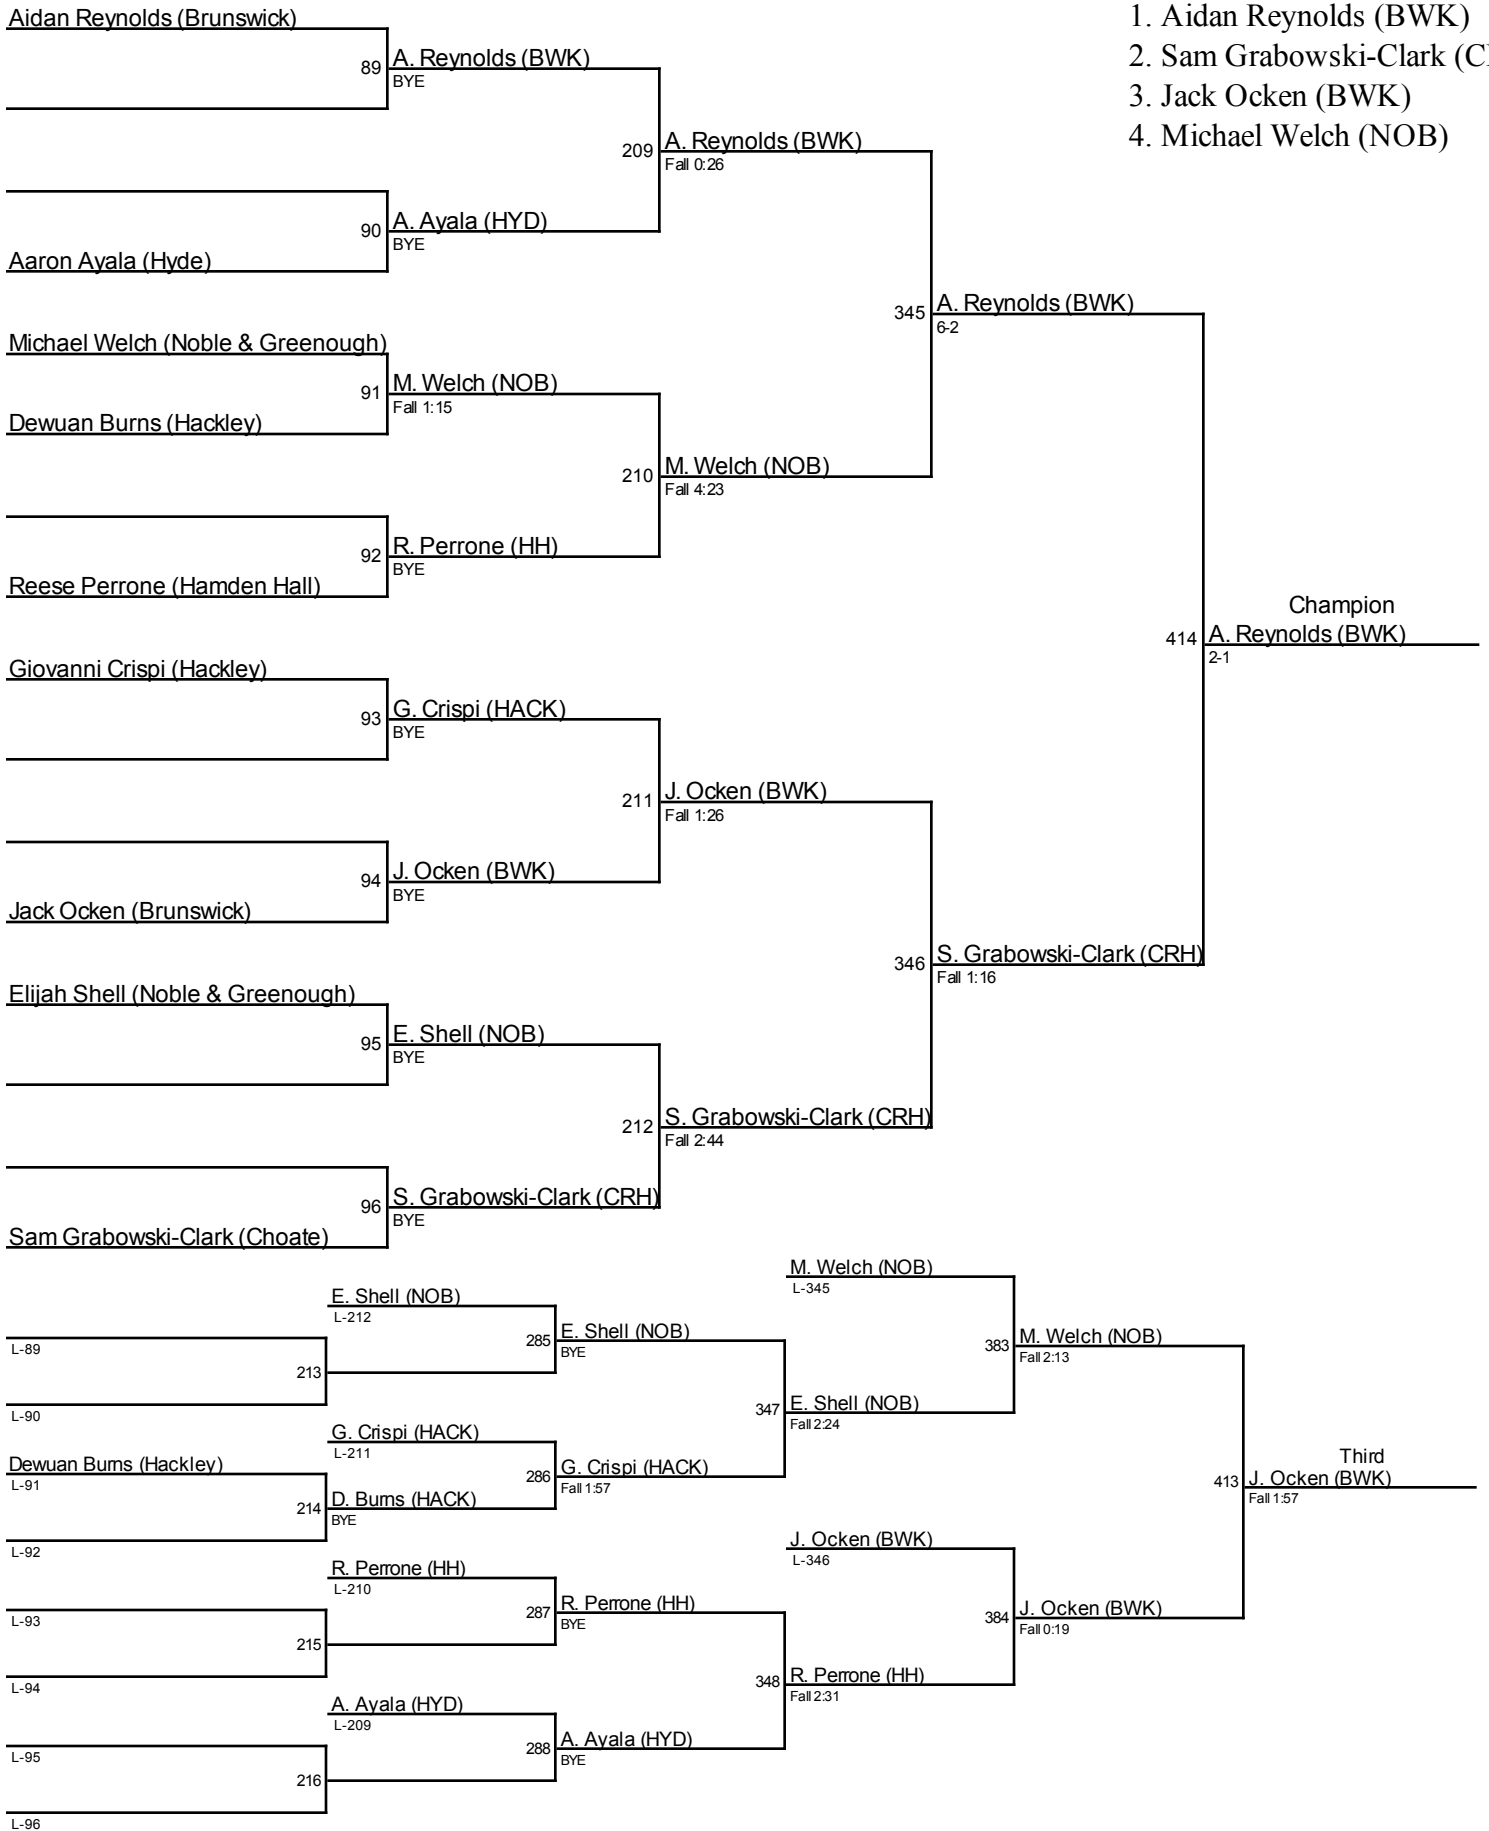 Aidan Reynolds (Brunswick)
89
A. Reynolds (BWK)
BYE
209
A. Reynolds (BWK)
Fall 0:26
90
A. Ayala (HYD)
BYE
Aaron Ayala (Hyde)
345
A. Reynolds (BWK)
6-2
Michael Welch (Noble & Greenough)
91
M. Welch (NOB)
Fall 1:15
Dewuan Burns (Hackley)
210
M. Welch (NOB)
Fall 4:23
92
R. Perrone (HH)
BYE
Reese Perrone (Hamden Hall)
Champion
414
A. Reynolds (BWK)
2-1
Giovanni Crispi (Hackley)
93
G. Crispi (HACK)
BYE
211
J. Ocken (BWK)
Fall 1:26
94
J. Ocken (BWK)
BYE
Jack Ocken (Brunswick)
346
S. Grabowski-Clark (CRH)
Fall 1:16
Elijah Shell (Noble & Greenough)
95
E. Shell (NOB)
BYE
212
S. Grabowski-Clark (CRH)
Fall 2:44
96
S. Grabowski-Clark (CRH)
BYE
Sam Grabowski-Clark (Choate)
1. Aidan Reynolds (BWK)
2. Sam Grabowski-Clark (C
3. Jack Ocken (BWK)
4. Michael Welch (NOB)
M. Welch (NOB)
L-345
E. Shell (NOB)
L-212
285
E. Shell (NOB)
BYE
L-89
213
L-90
383
M. Welch (NOB)
Fall 2:13
347
E. Shell (NOB)
Fall 2:24
G. Crispi (HACK)
L-211
286
G. Crispi (HACK)
Fall 1:57
Dewuan Burns (Hackley)
L-91
214
D. Burns (HACK)
BYE
L-92
Third
413
J. Ocken (BWK)
Fall 1:57
J. Ocken (BWK)
L-346
R. Perrone (HH)
L-210
287
R. Perrone (HH)
BYE
L-93
215
L-94
384
J. Ocken (BWK)
Fall 0:19
348
R. Perrone (HH)
Fall 2:31
A. Ayala (HYD)
L-209
288
A. Ayala (HYD)
BYE
L-95
216
L-96